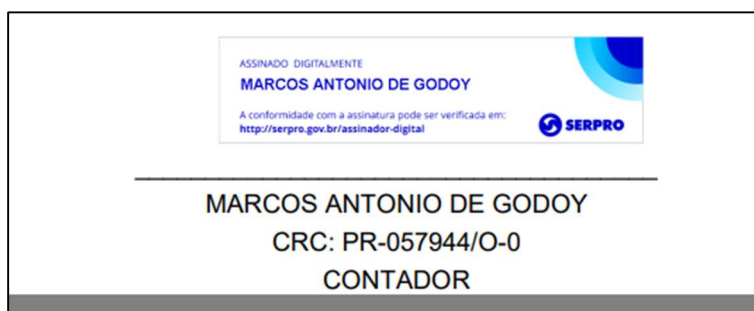 ASSINADO DIGITALMENTE
MARCOS ANTONIO DE GODOY
A conformidade com a assinatura pode ser verificada em:
http://serpro.gov.br/assinador-digital
SERPRO
MARCOS ANTONIO DE GODOY
CRC: PR-057944/O-0
CONTADOR